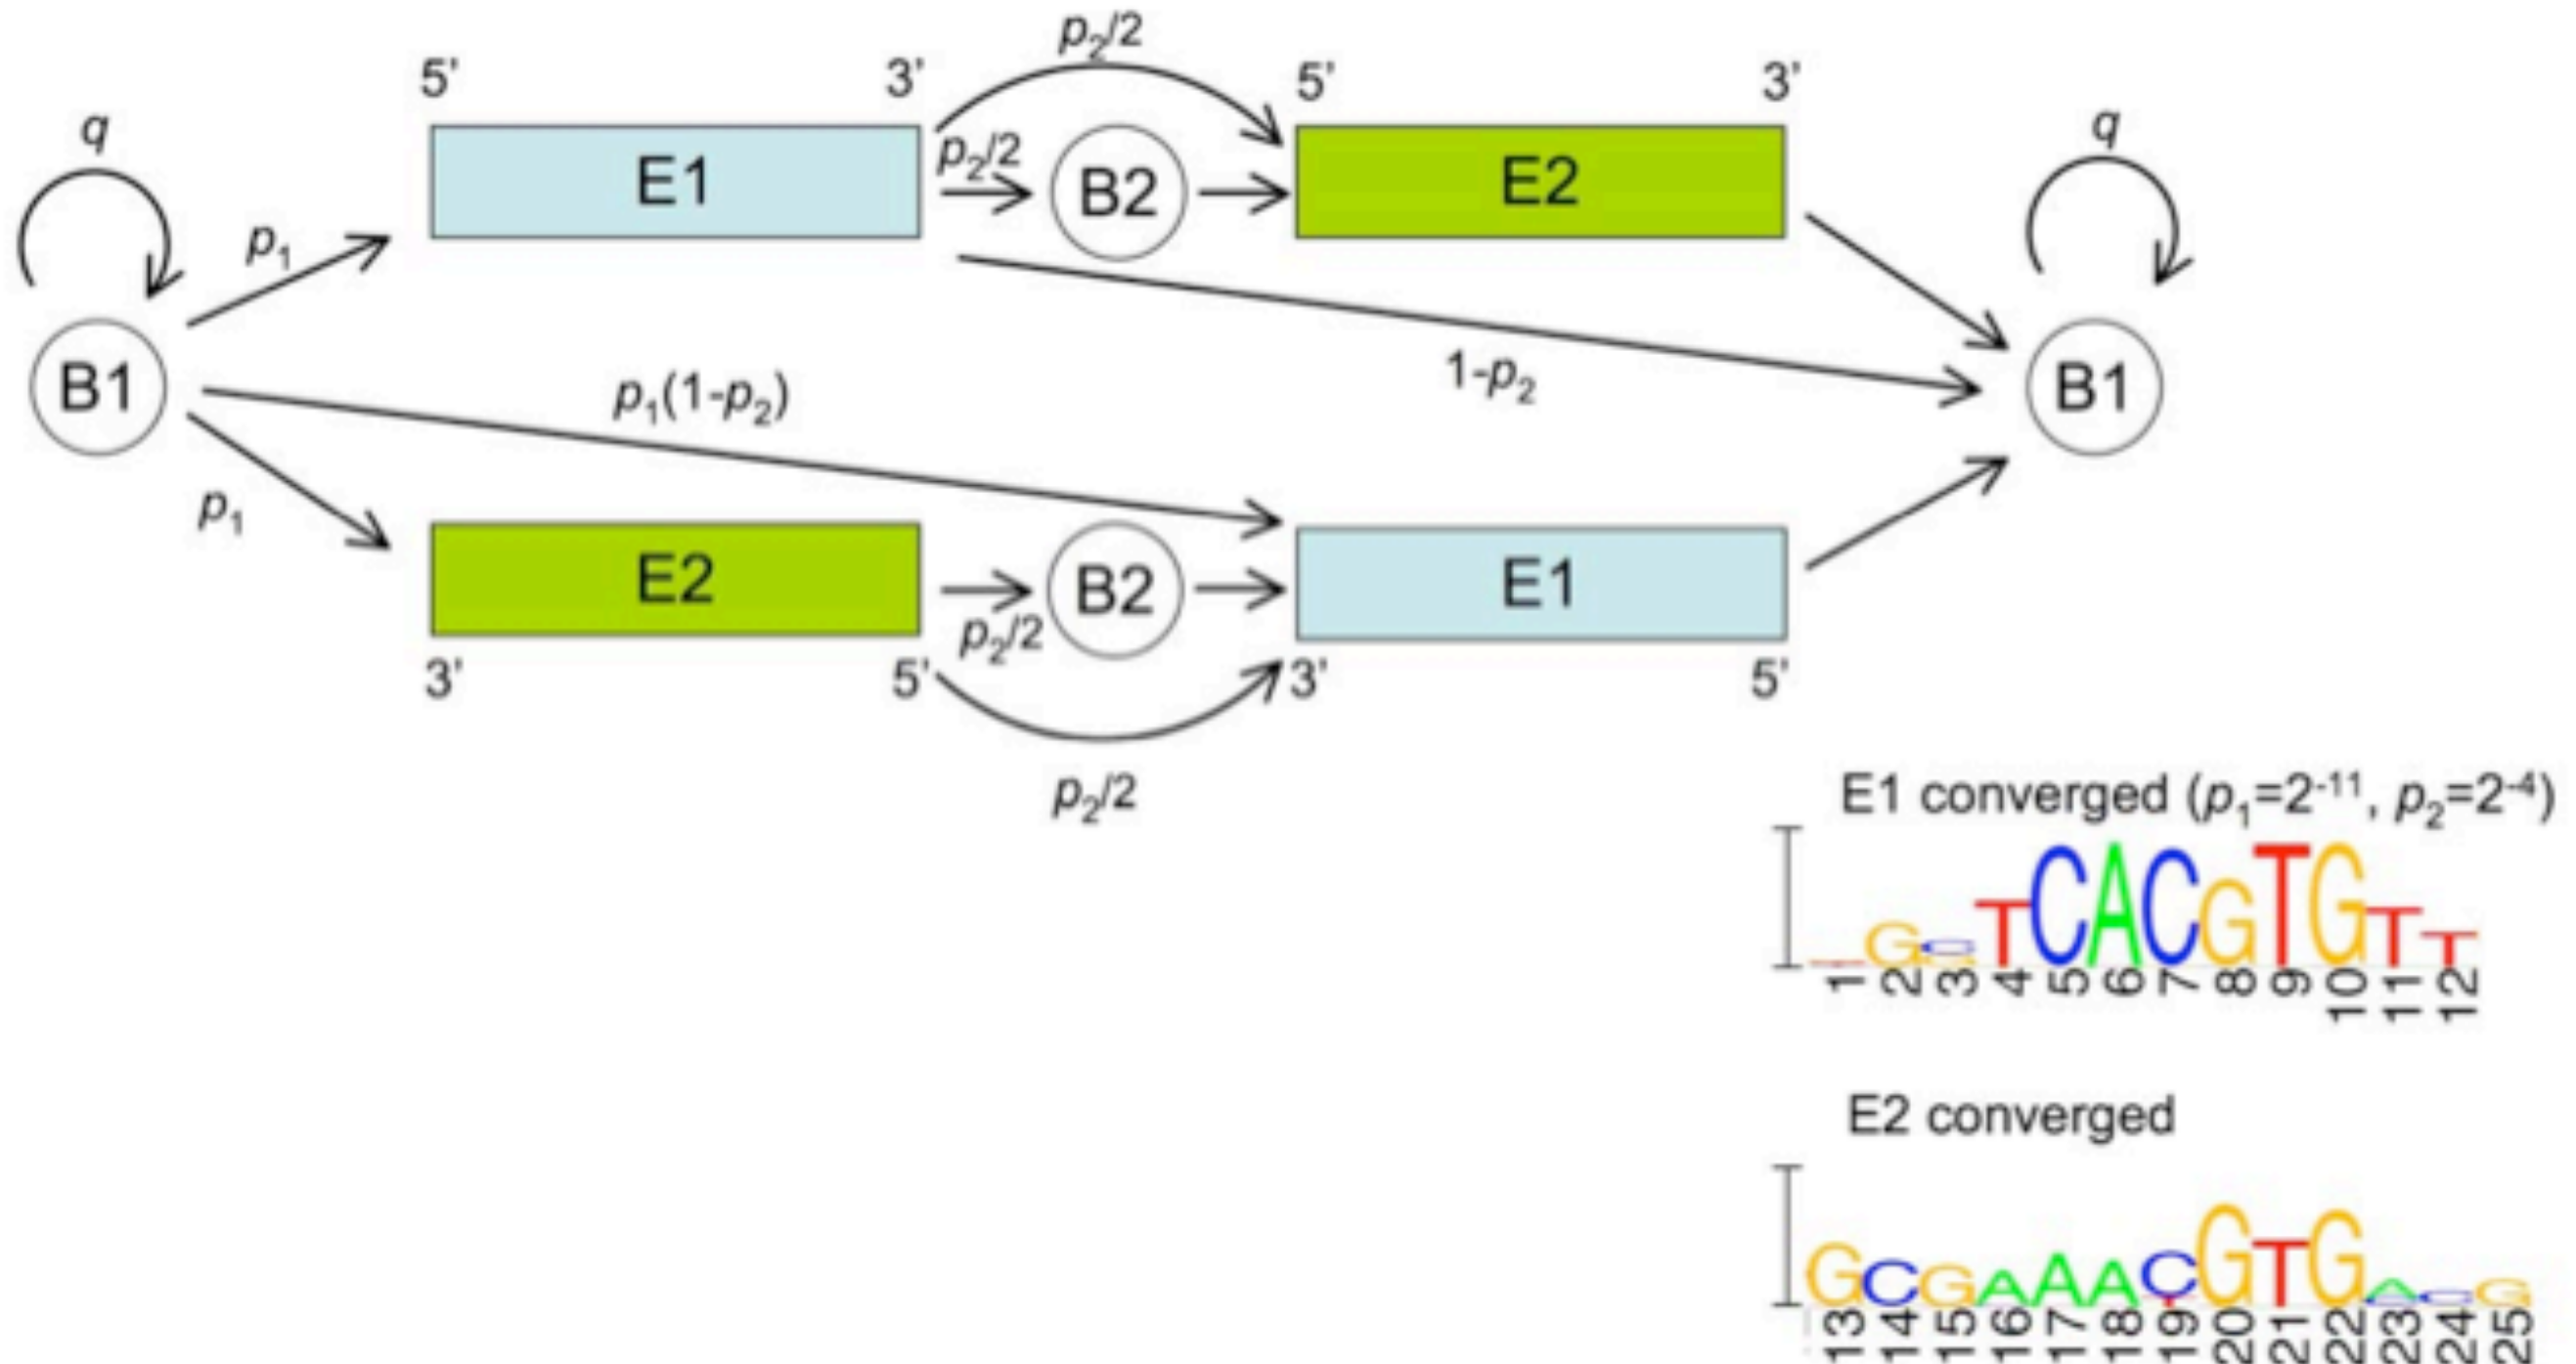 p₂/2
5' 3' 5' 3'
q q
E1 p₂/2 B2 E2
p₁
B1 p₁(1-p₂) 1-p₂ B1
p₁
E2 B2 E1
p₂/2
3' 5' 3' 5'
p₂/2
E1 converged (p₁=2⁻¹¹, p₂=2⁻⁴)
GCTCACGTGTT
1 2 3 4 5 6 7 8 9 10 11 12
E2 converged
GCGAAACGTGACG
13 14 15 16 17 18 19 20 21 22 23 24 25